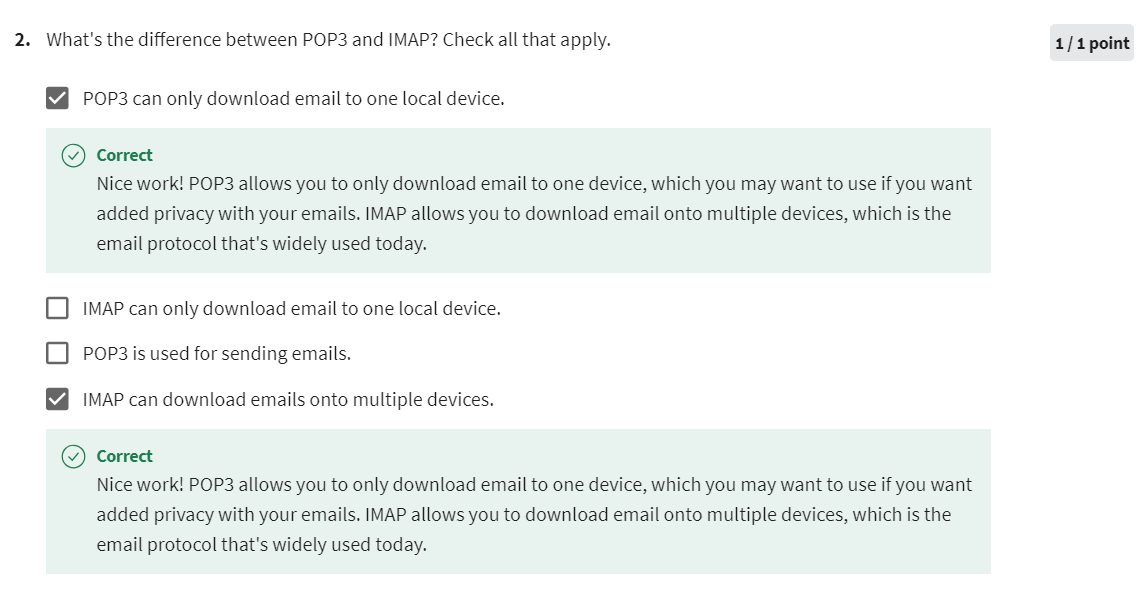 2. What's the difference between POP3 and IMAP? Check all that apply.
1 / 1 point
POP3 can only download email to one local device.
Correct
Nice work! POP3 allows you to only download email to one device, which you may want to use if you want
added privacy with your emails. IMAP allows you to download email onto multiple devices, which is the
email protocol that's widely used today.
IMAP can only download email to one local device.
POP3 is used for sending emails.
IMAP can download emails onto multiple devices.
Correct
Nice work! POP3 allows you to only download email to one device, which you may want to use if you want
added privacy with your emails. IMAP allows you to download email onto multiple devices, which is the
email protocol that's widely used today.